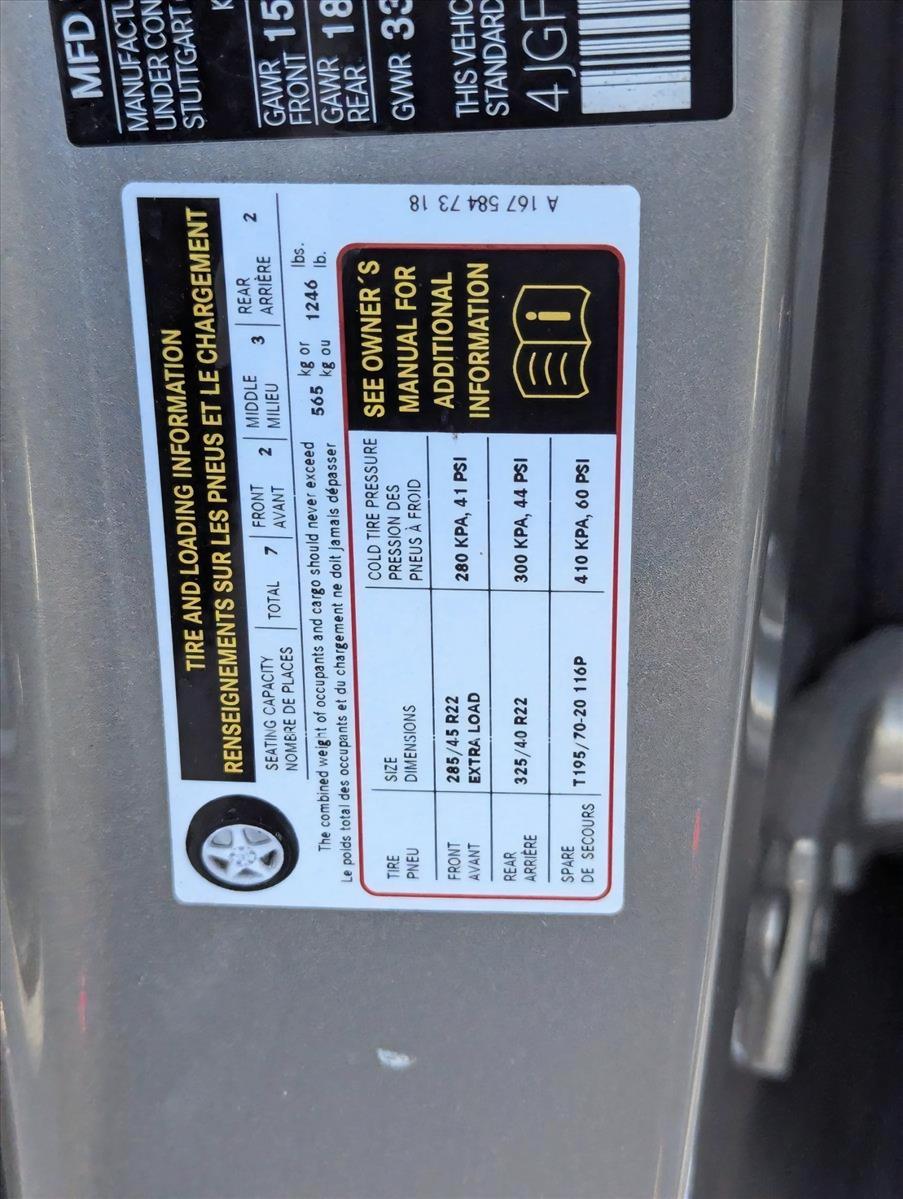 MFD
MANUFACTU
UNDER CON
STUTTGART
GAWR
FRONT 15
GAWR
REAR 18
GWR 33
THIS VEHIC
STANDARD
4JGF
TIRE AND LOADING INFORMATION
RENSEIGNEMENTS SUR LES PNEUS ET LE CHARGEMENT
SEATING CAPACITY
NOMBRE DE PLACES
TOTAL 7
FRONT
AVANT 2
MIDDLE
MILIEU 3
REAR
ARRIÈRE 2
The combined weight of occupants and cargo should never exceed 565 kg or 1246 lbs.
Le poids total des occupants et du chargement ne doit jamais dépasser kg ou lb.
TIRE
PNEU
SIZE
DIMENSIONS
COLD TIRE PRESSURE
PRESSION DES
PNEUS À FROID
FRONT
AVANT
285/45 R22
EXTRA LOAD
280 KPA, 41 PSI
REAR
ARRIÈRE
325/40 R22
300 KPA, 44 PSI
SPARE
DE SECOURS
T195/70-20 116P
410 KPA, 60 PSI
SEE OWNER'S
MANUAL FOR
ADDITIONAL
INFORMATION
A 167 584 73 18